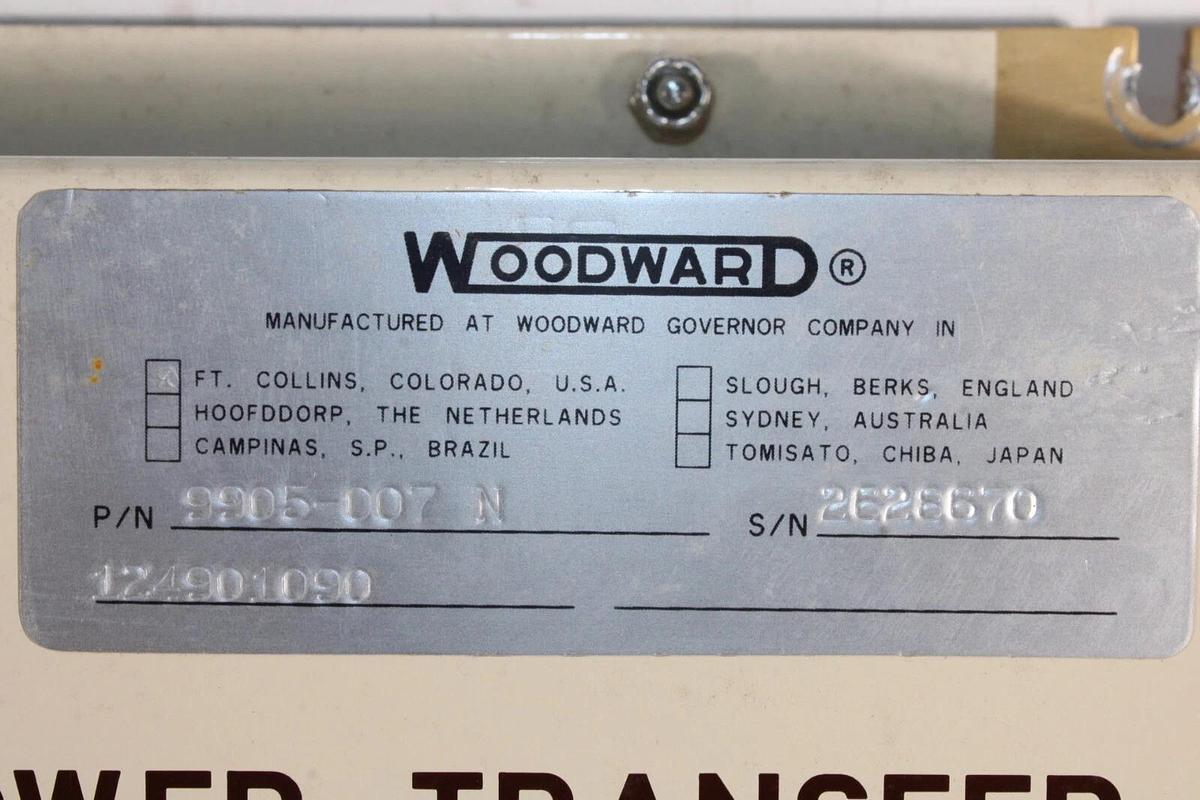 WOODWARD®
MANUFACTURED AT WOODWARD GOVERNOR COMPANY IN
X FT. COLLINS, COLORADO, U.S.A.
HOOFDDORP, THE NETHERLANDS
CAMPINAS, S.P., BRAZIL
SLOUGH, BERKS, ENGLAND
SYDNEY, AUSTRALIA
TOMISATO, CHIBA, JAPAN
P/N 9905-007 N
S/N 2628670
124901090
TRANSFER